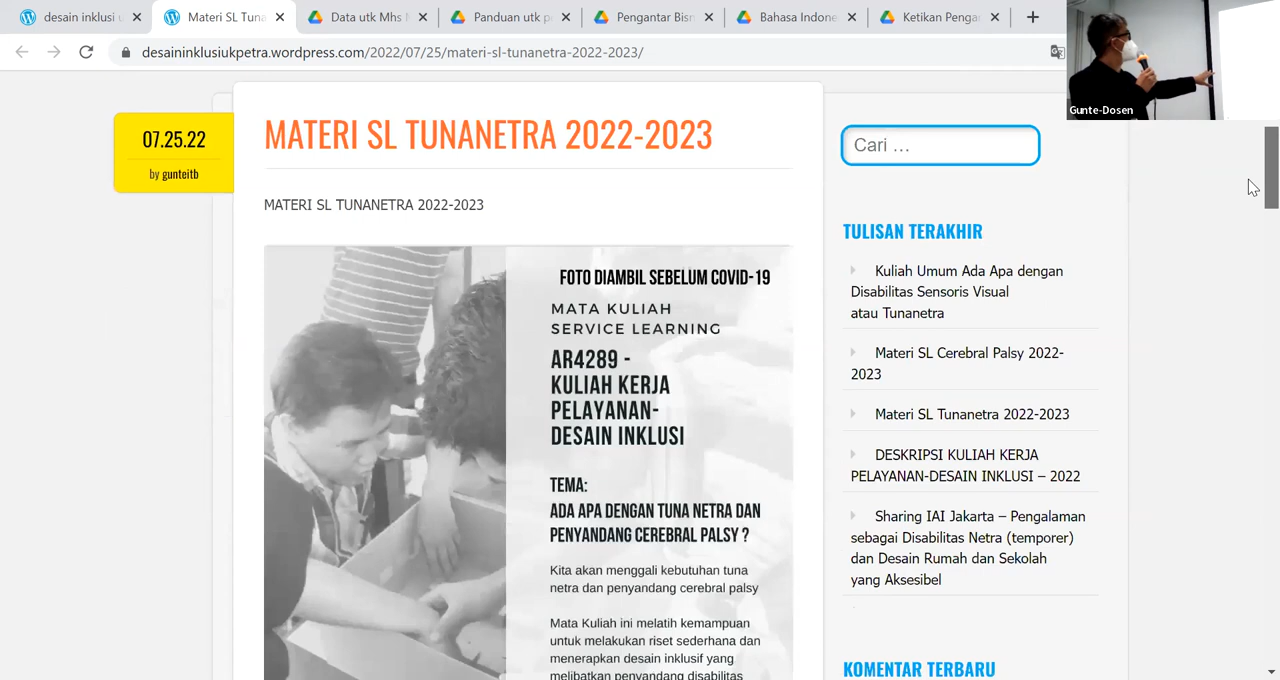 desain inklusi u
Materi SL Tuna
Data utk Mhs M
Panduan utk p
Pengantar Bisn
Bahasa Indone
Ketikan Penga
desaininklusiukpetra.wordpress.com/2022/07/25/materi-sl-tunanetra-2022-2023/
Gunte-Dosen
07.25.22
by gunteitb
MATERI SL TUNANETRA 2022-2023
MATERI SL TUNANETRA 2022-2023
FOTO DIAMBIL SEBELUM COVID-19
MATA KULIAH
SERVICE LEARNING
AR4289 -
KULIAH KERJA
PELAYANAN-
DESAIN INKLUSI
TEMA:
ADA APA DENGAN TUNA NETRA DAN
PENYANDANG CEREBRAL PALSY ?
Kita akan menggali kebutuhan tuna
netra dan penyandang cerebral palsy
Mata Kuliah ini melatih kemampuan
untuk melakukan riset sederhana dan
menerapkan desain inklusif yang
melibatkan penyandang disabilitas
Cari …
TULISAN TERAKHIR
Kuliah Umum Ada Apa dengan
Disabilitas Sensoris Visual
atau Tunanetra
Materi SL Cerebral Palsy 2022-
2023
Materi SL Tunanetra 2022-2023
DESKRIPSI KULIAH KERJA
PELAYANAN-DESAIN INKLUSI – 2022
Sharing IAI Jakarta – Pengalaman
sebagai Disabilitas Netra (temporer)
dan Desain Rumah dan Sekolah
yang Aksesibel
KOMENTAR TERBARU